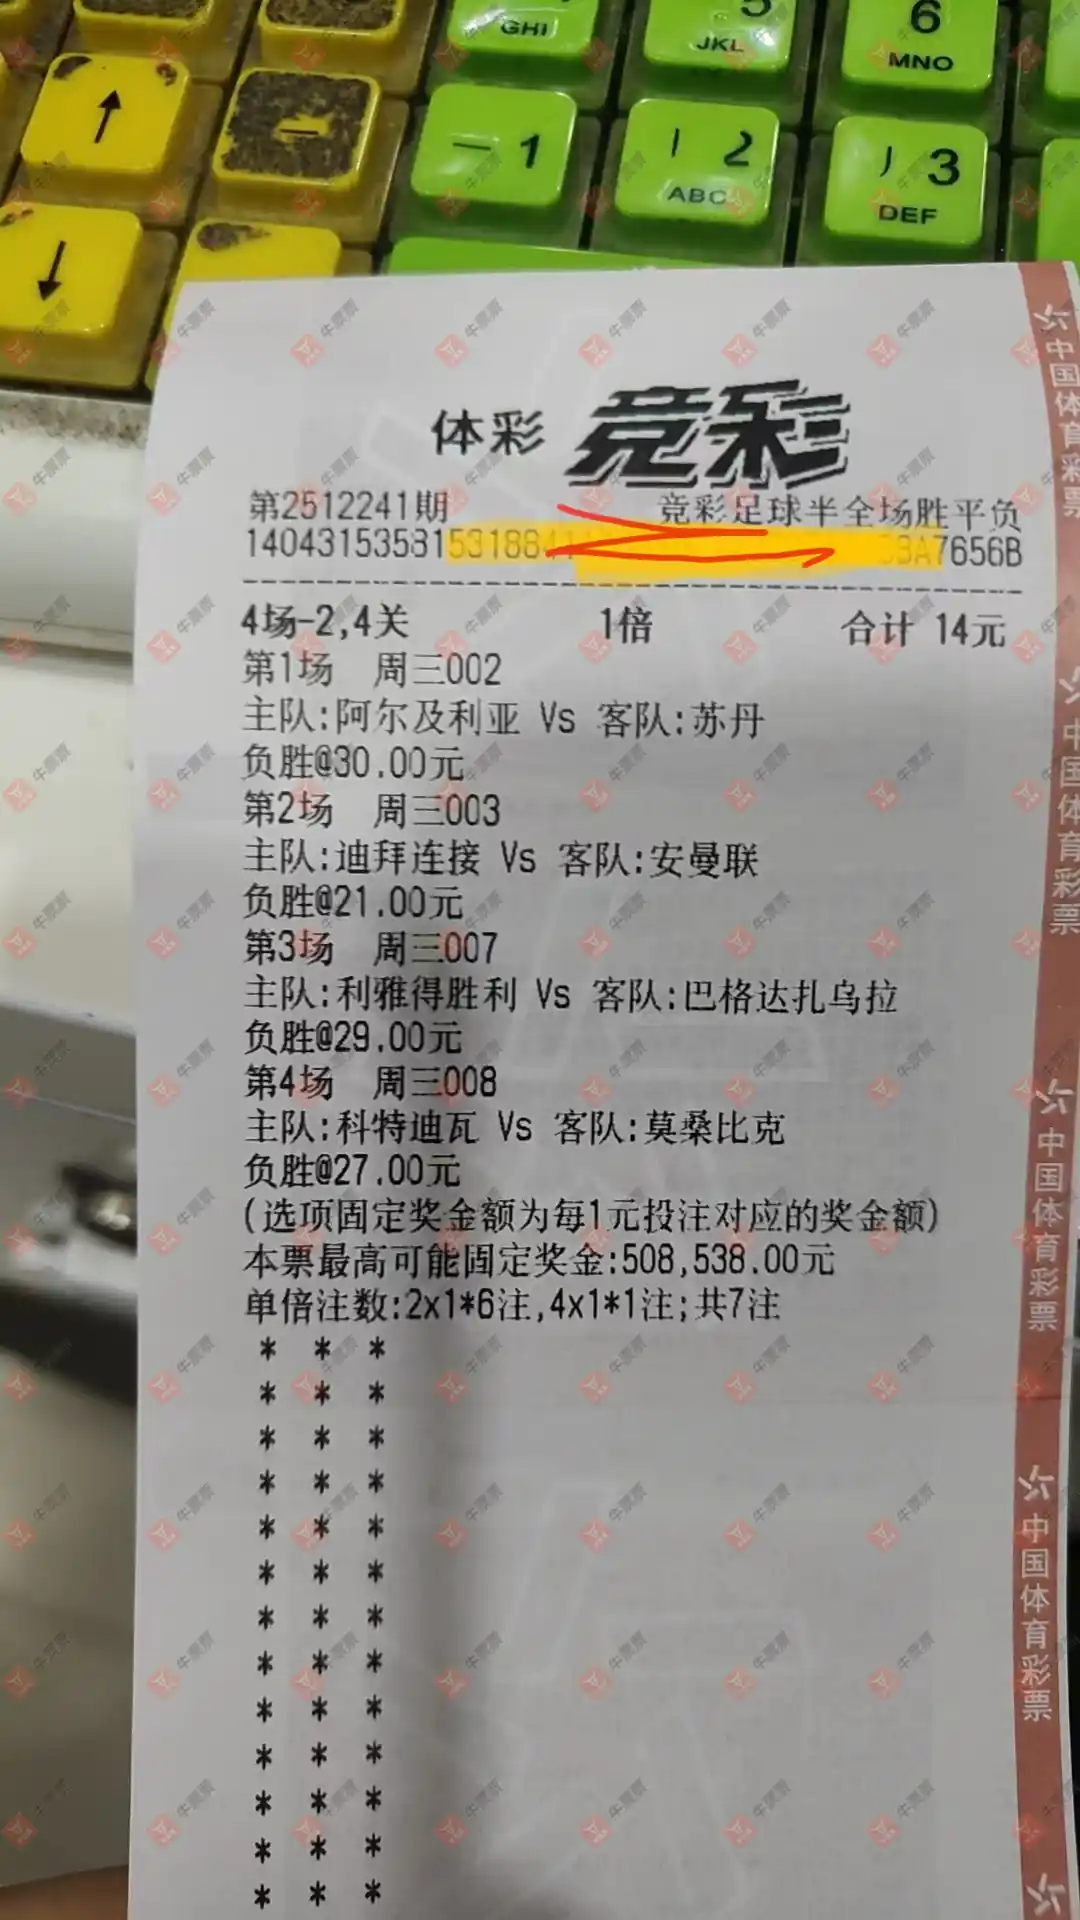 GHI
5
JKL
6
MNO
↑
-
一 1
丨 2
ABC
丿 3
DEF
↓
体彩 竞彩
第2512241期 竞彩足球半全场胜平负
14043153581531884 3A7656B
4场-2,4关 1倍 合计 14元
第1场 周三002
主队:阿尔及利亚 Vs 客队:苏丹
负胜@30.00元
第2场 周三003
主队:迪拜连接 Vs 客队:安曼联
负胜@21.00元
第3场 周三007
主队:利雅得胜利 Vs 客队:巴格达扎乌拉
负胜@29.00元
第4场 周三008
主队:科特迪瓦 Vs 客队:莫桑比克
负胜@27.00元
(选项固定奖金额为每1元投注对应的奖金额)
本票最高可能固定奖金:508,538.00元
单倍注数:2x1*6注,4x1*1注;共7注
* * *
* * *
* * *
* * *
* * *
* * *
* * *
* * *
* * *
* * *
* * *
* * *
* * *
中国体育彩票
中国体育彩票
中国体育彩票
中国体育彩票
牛票票